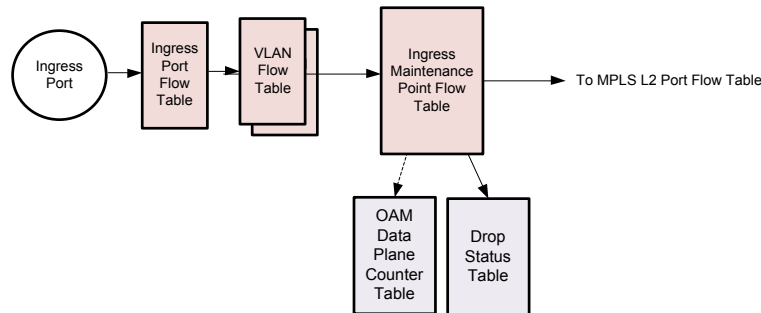 Ingress
Port
Ingress
Port
Flow
Table
VLAN
Flow
Table
Ingress
Maintenance
Point Flow
Table
To MPLS L2 Port Flow Table
OAM
Data
Plane
Counter
Table
Drop
Status
Table